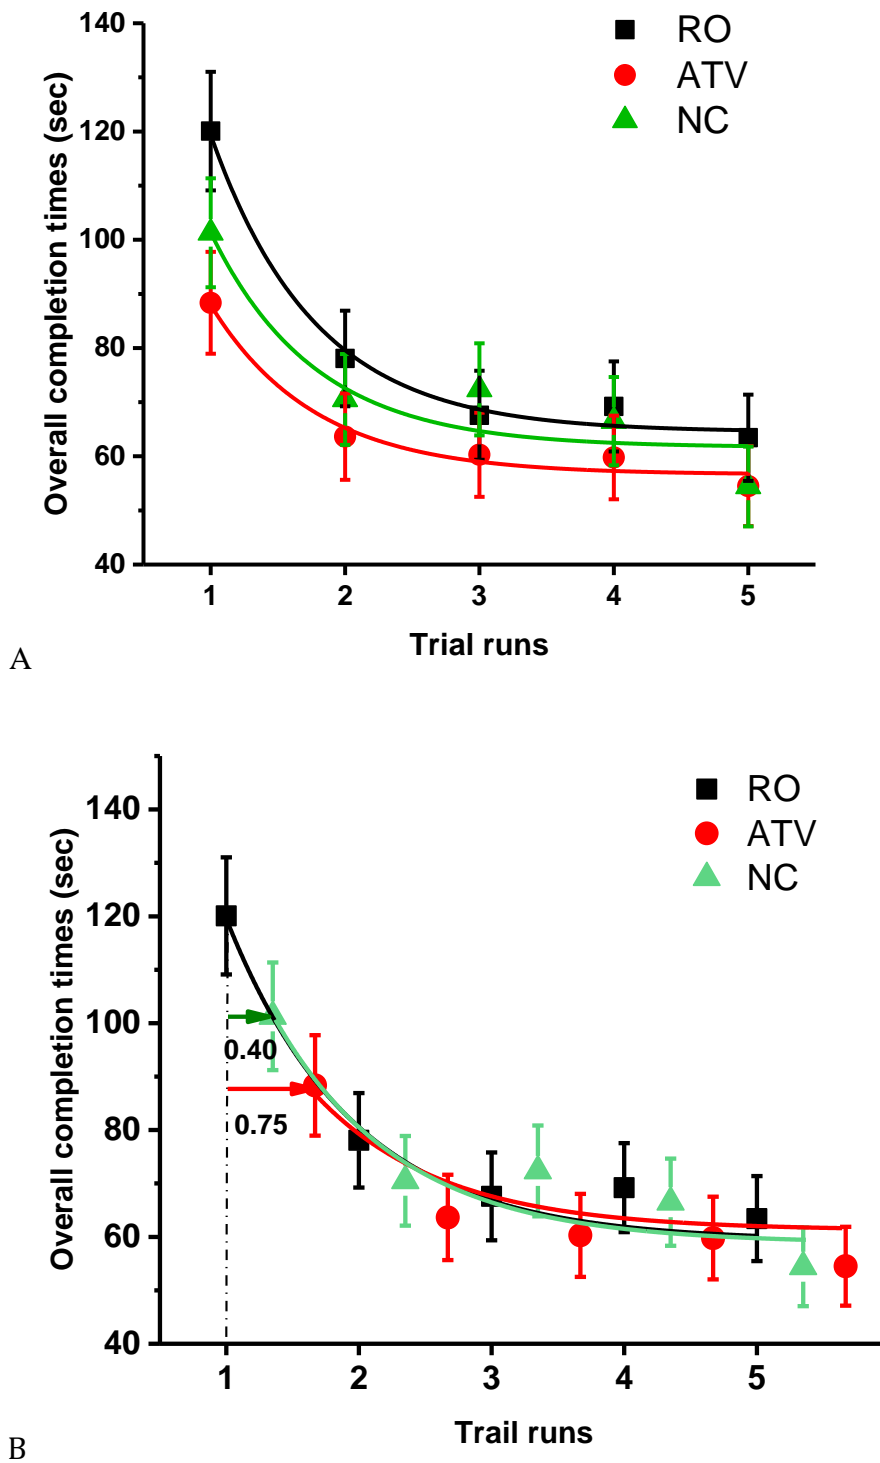 140
120
100
80
60
40
Overall completion times (sec)
RO
ATV
NC
1 2 3 4 5
Trial runs
A
140
120
100
80
60
40
Overall completion times (sec)
RO
ATV
NC
0.40
0.75
1 2 3 4 5
Trail runs
B